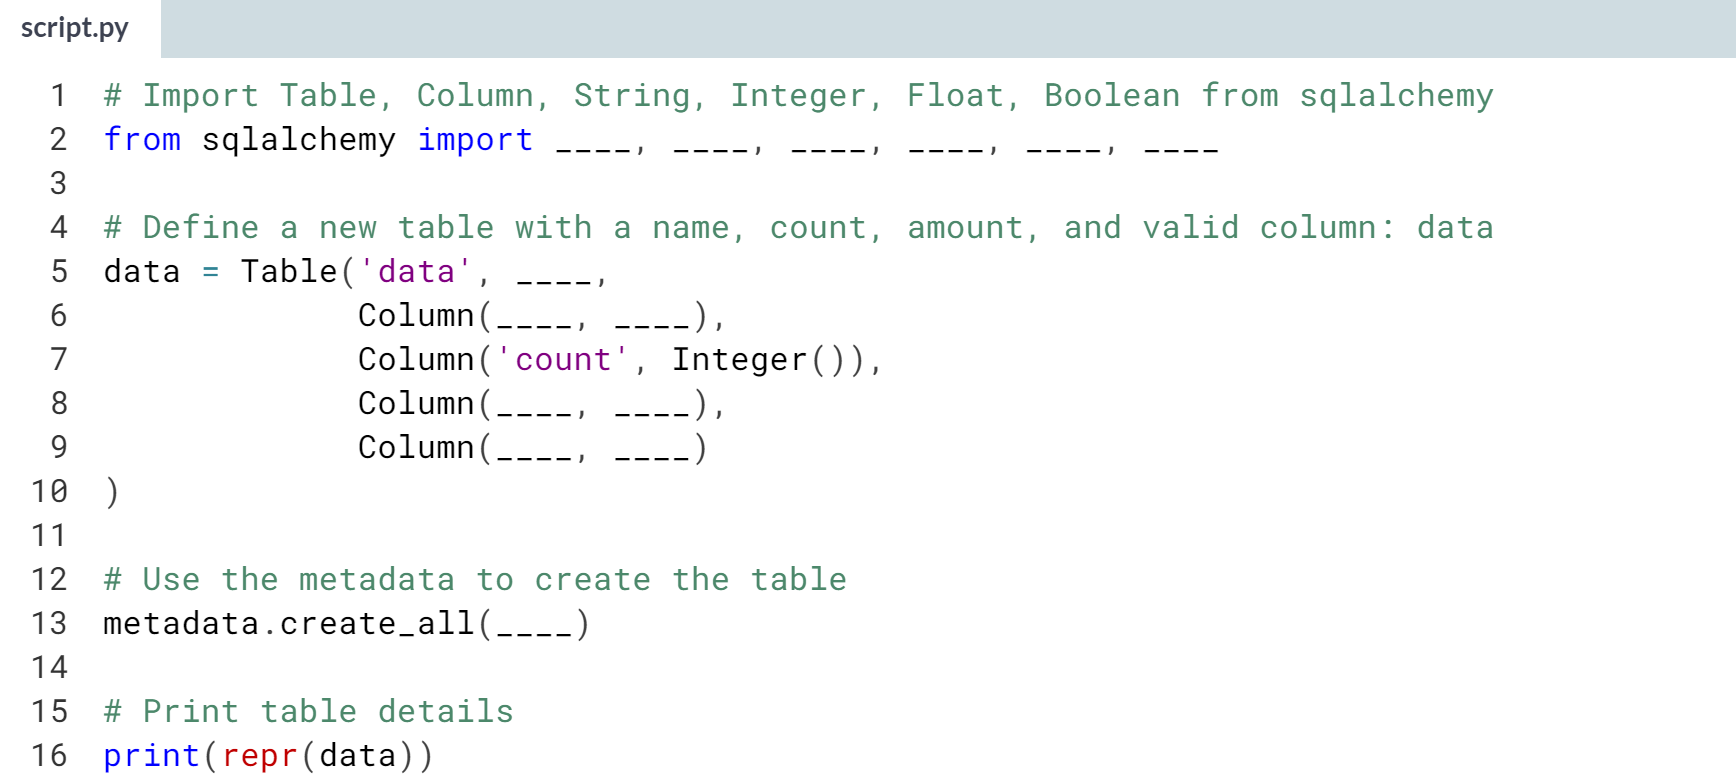 script.py
1 # Import Table, Column, String, Integer, Float, Boolean from sqlalchemy
2 from sqlalchemy import ____, ____, ____, ____, ____, ____
3
4 # Define a new table with a name, count, amount, and valid column: data
5 data = Table('data', ____,
6              Column(____, ____),
7              Column('count', Integer()),
8              Column(____, ____),
9              Column(____, ____)
10 )
11
12 # Use the metadata to create the table
13 metadata.create_all(____)
14
15 # Print table details
16 print(repr(data))